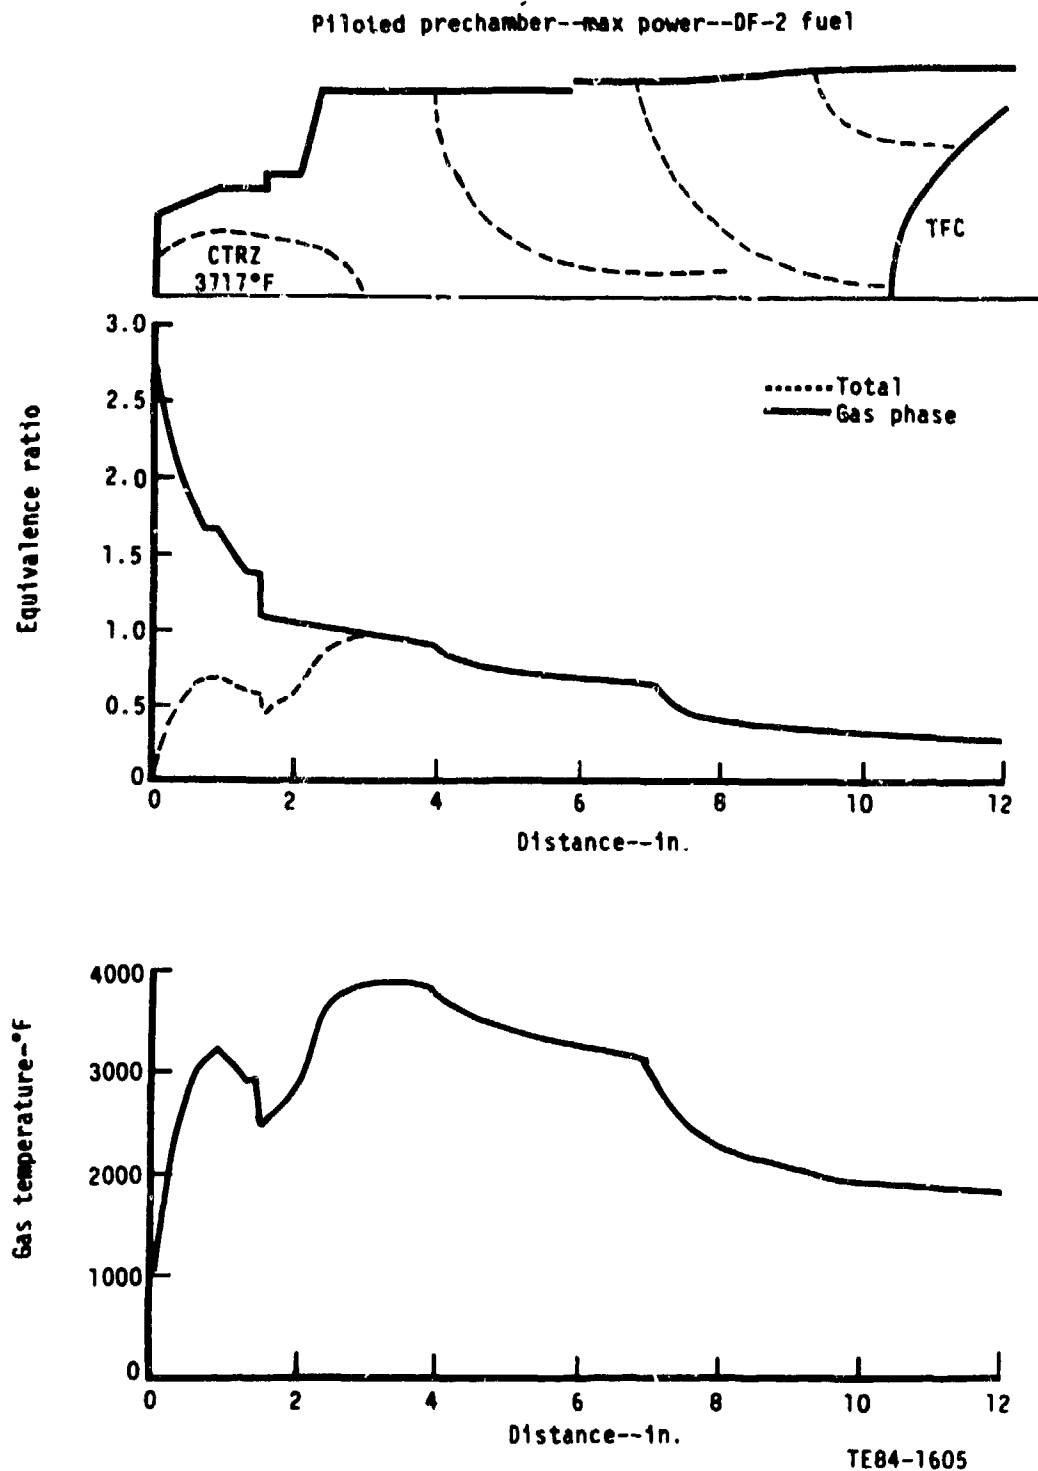 Piloted prechamber--max power--DF-2 fuel
CTRZ
3717°F
TFC
3.0
2.5
2.0
1.5
1.0
0.5
0
Equivalence ratio
Total
Gas phase
0 2 4 6 8 10 12
Distance--in.
4000
3000
2000
1000
0
Gas temperature-°F
0 2 4 6 8 10 12
Distance--in.
TE84-1605